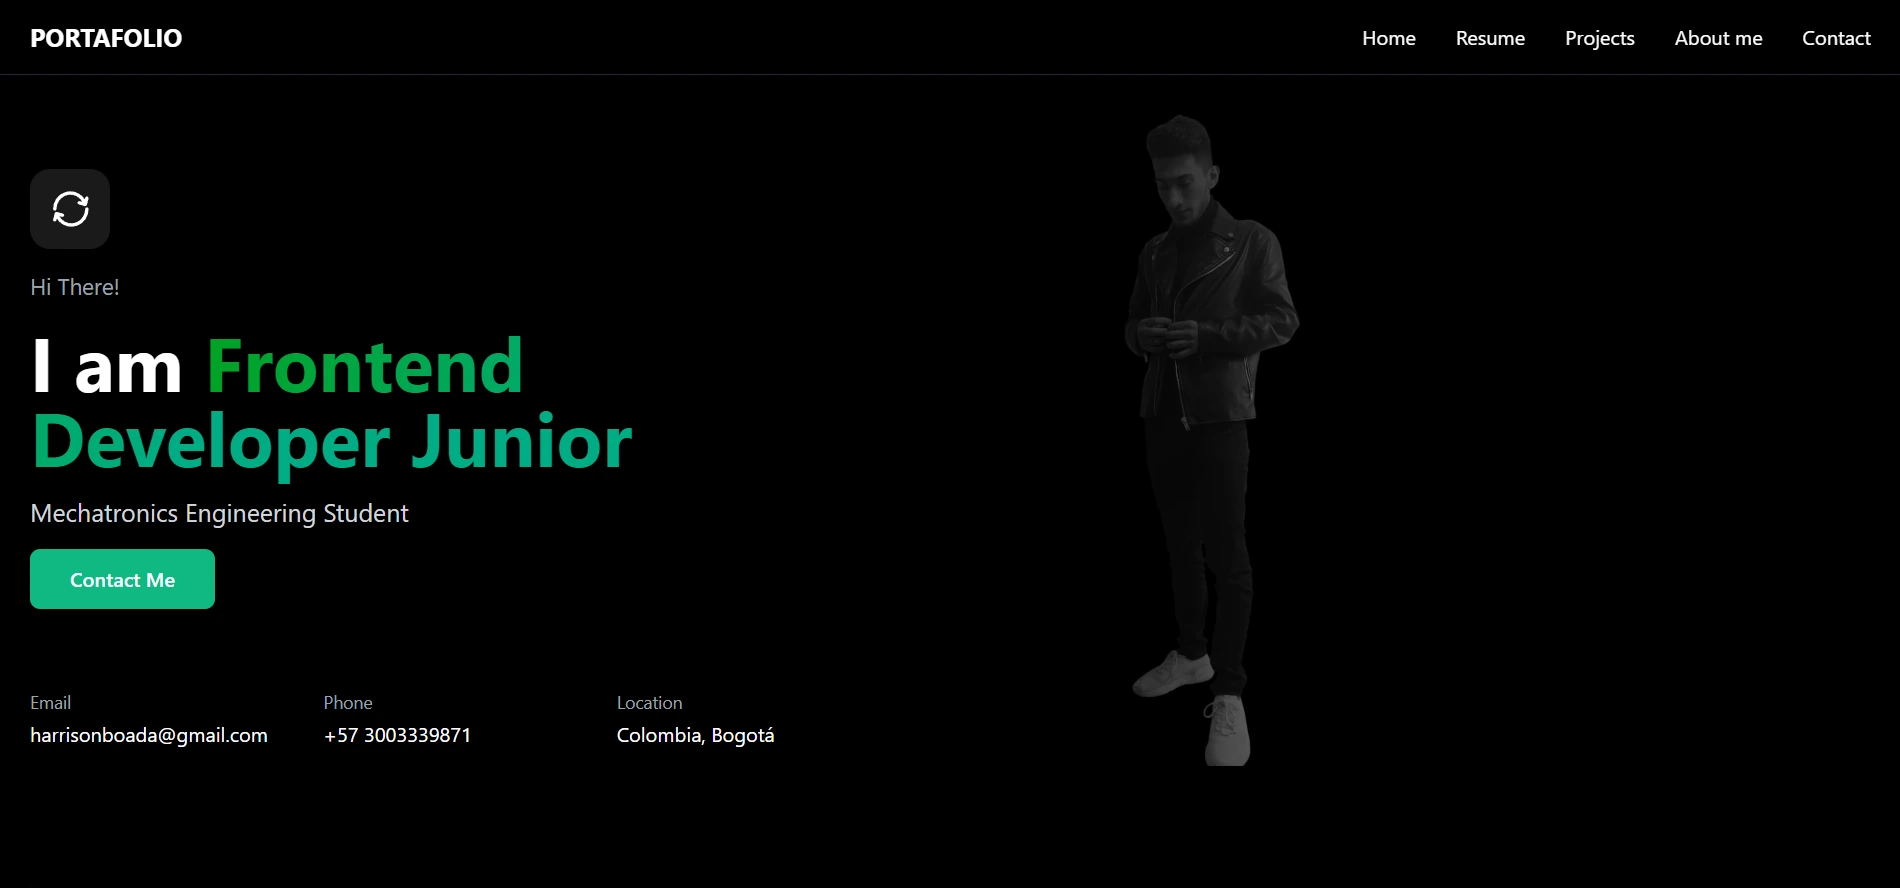 PORTAFOLIO
Home Resume Projects About me Contact
Hi There!
I am Frontend
Developer Junior
Mechatronics Engineering Student
Contact Me
Email Phone Location
harrisonboada@gmail.com +57 3003339871 Colombia, Bogotá